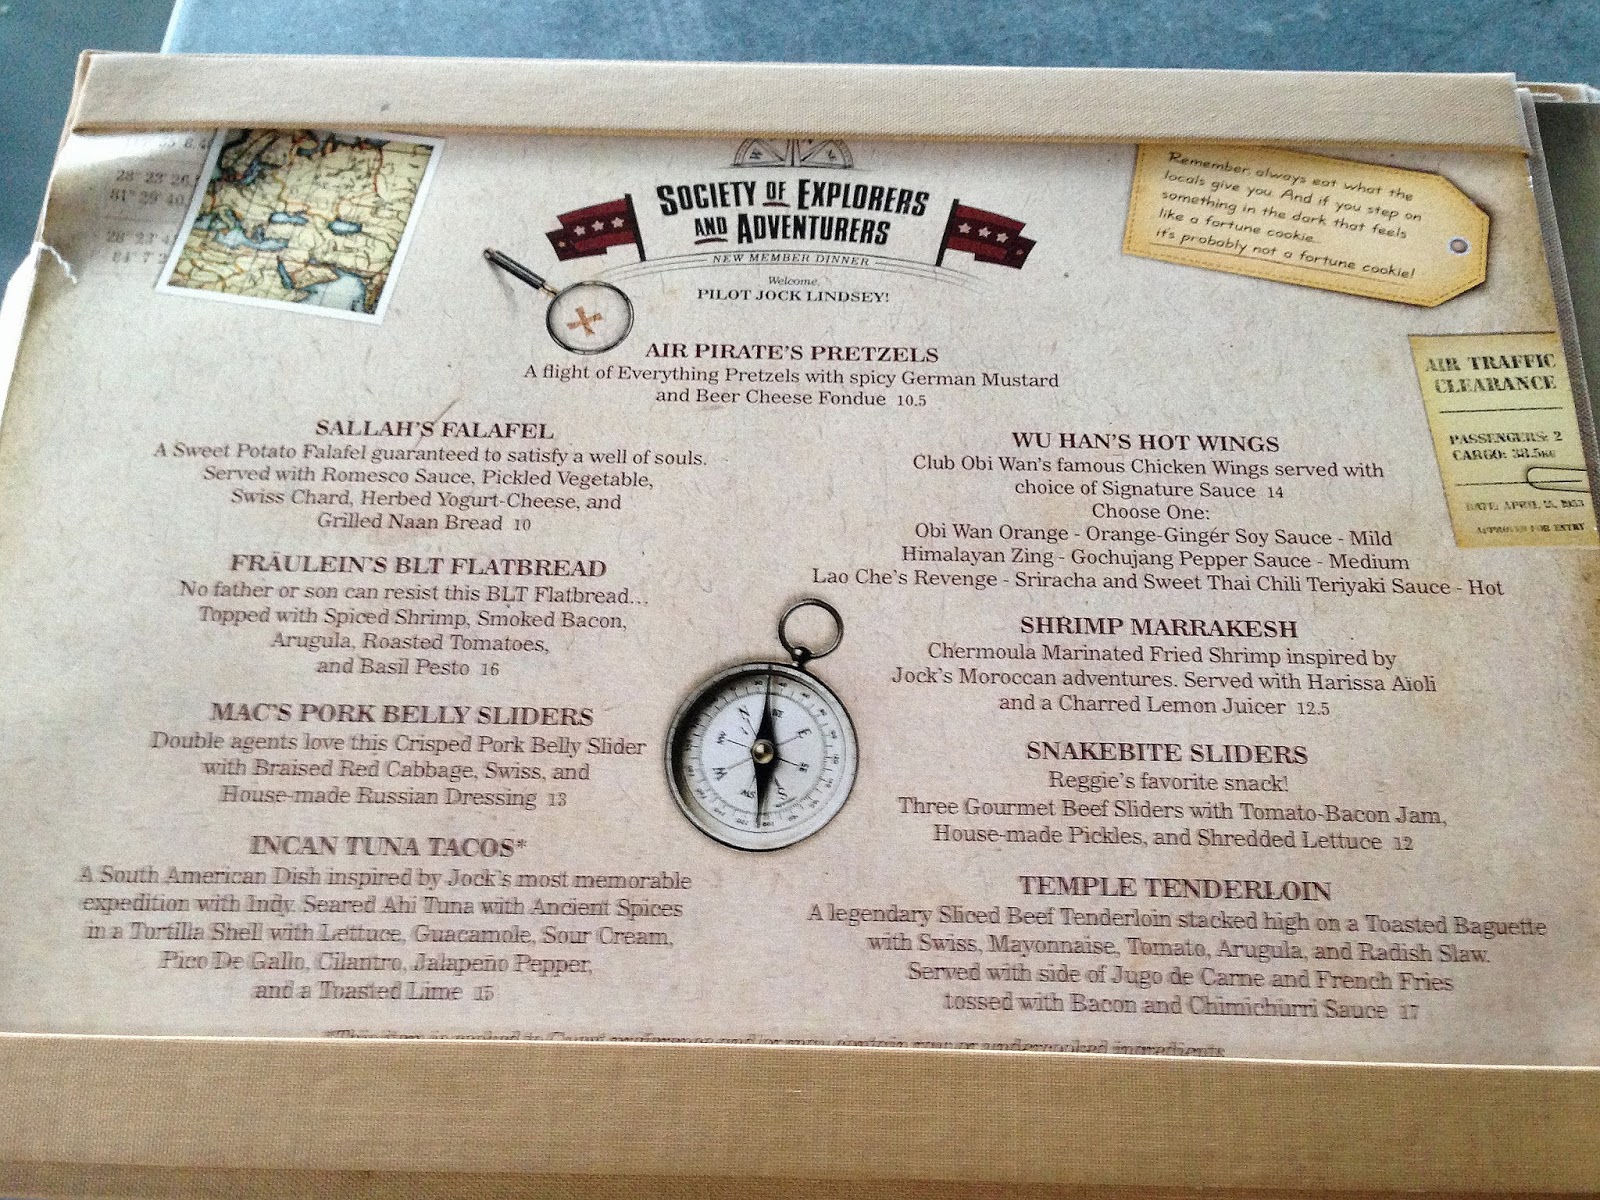 SOCIETY OF EXPLORERS
AND ADVENTURERS
NEW MEMBER DINNER
Welcome,
PILOT JOCK LINDSEY!
Remember, always eat what the
locals give you. And if you step on
something in the dark that feels
like a fortune cookie...
it's probably not a fortune cookie!
AIR TRAFFIC
CLEARANCE
PASSENGERS: 2
CARGO: 38.5KG
APPROVED FOR ENTRY
AIR PIRATE'S PRETZELS
A flight of Everything Pretzels with spicy German Mustard
and Beer Cheese Fondue 10.5
SALLAH'S FALAFEL
A Sweet Potato Falafel guaranteed to satisfy a well of souls.
Served with Romesco Sauce, Pickled Vegetable,
Swiss Chard, Herbed Yogurt-Cheese, and
Grilled Naan Bread 10
FRÄULEIN'S BLT FLATBREAD
No father or son can resist this BLT Flatbread...
Topped with Spiced Shrimp, Smoked Bacon,
Arugula, Roasted Tomatoes,
and Basil Pesto 16
MAC'S PORK BELLY SLIDERS
Double agents love this Crisped Pork Belly Slider
with Braised Red Cabbage, Swiss, and
House-made Russian Dressing 13
INCAN TUNA TACOS*
A South American Dish inspired by Jock's most memorable
expedition with Indy. Seared Ahi Tuna with Ancient Spices
in a Tortilla Shell with Lettuce, Guacamole, Sour Cream,
Pico De Gallo, Cilantro, Jalapeño Pepper,
and a Toasted Lime 15
WU HAN'S HOT WINGS
Club Obi Wan's famous Chicken Wings served with
choice of Signature Sauce 14
Choose One:
Obi Wan Orange - Orange-Ginger Soy Sauce - Mild
Himalayan Zing - Gochujang Pepper Sauce - Medium
Lao Che's Revenge - Sriracha and Sweet Thai Chili Teriyaki Sauce - Hot
SHRIMP MARRAKESH
Chermoula Marinated Fried Shrimp inspired by
Jock's Moroccan adventures. Served with Harissa Aioli
and a Charred Lemon Juicer 12.5
SNAKEBITE SLIDERS
Reggie's favorite snack!
Three Gourmet Beef Sliders with Tomato-Bacon Jam,
House-made Pickles, and Shredded Lettuce 12
TEMPLE TENDERLOIN
A legendary Sliced Beef Tenderloin stacked high on a Toasted Baguette
with Swiss, Mayonnaise, Tomato, Arugula, and Radish Slaw.
Served with side of Jugo de Carne and French Fries
tossed with Bacon and Chimichurri Sauce 17